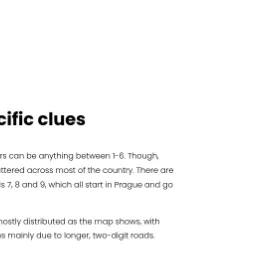 cific clues
rs can be anything between 1-6. Though,
ttered across most of the country. There are
s 7, 8 and 9, which all start in Prague and go
nostly distributed as the map shows, with
s mainly due to longer, two-digit roads.